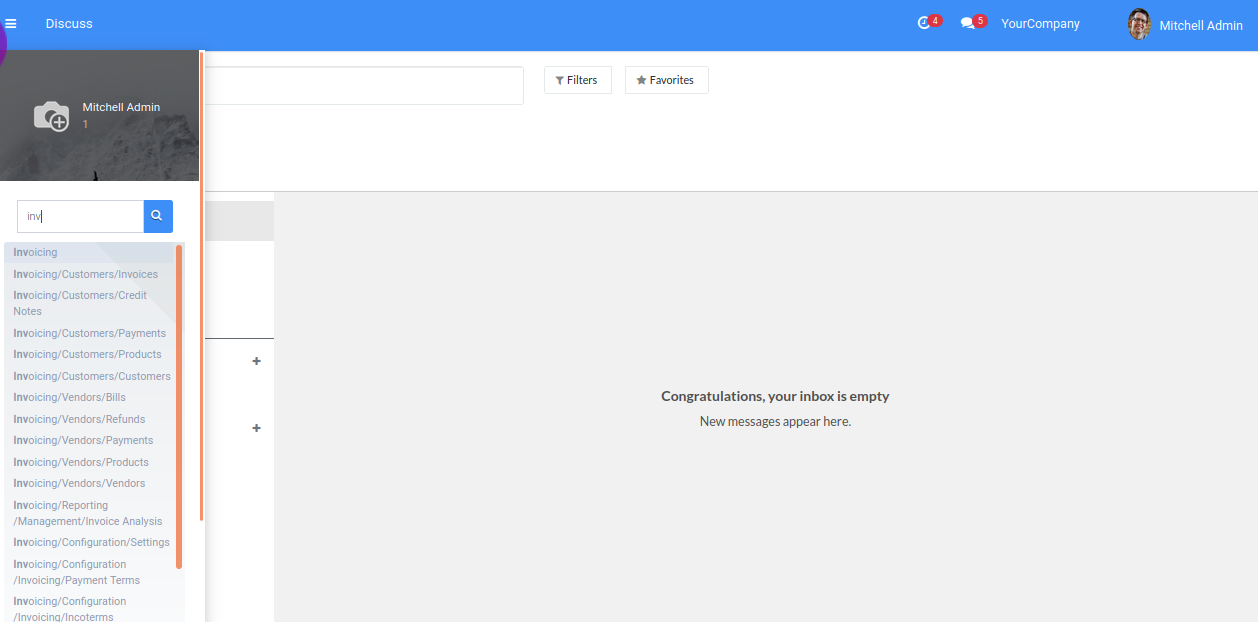 Discuss
4
5
YourCompany
Mitchell Admin
Mitchell Admin
1
Filters
Favorites
inv
Invoicing
Invoicing/Customers/Invoices
Invoicing/Customers/Credit
Notes
Invoicing/Customers/Payments
Invoicing/Customers/Products
Invoicing/Customers/Customers
Invoicing/Vendors/Bills
Invoicing/Vendors/Refunds
Invoicing/Vendors/Payments
Invoicing/Vendors/Products
Invoicing/Vendors/Vendors
Invoicing/Reporting
/Management/Invoice Analysis
Invoicing/Configuration/Settings
Invoicing/Configuration
/Invoicing/Payment Terms
Invoicing/Configuration
/Invoicing/Incoterms
Congratulations, your inbox is empty
New messages appear here.